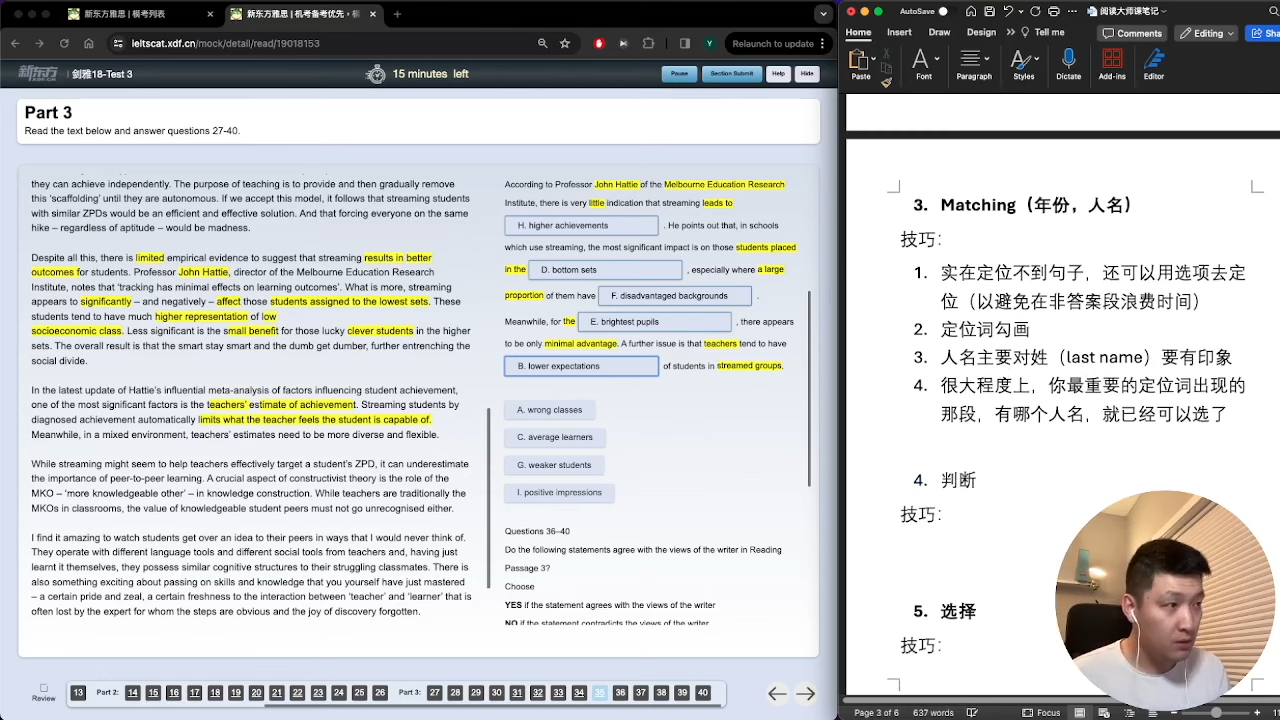 新东方雅思 | 模考列表
新东方雅思 | 机考备考优先 • 模
ieltscat.xdf.cn/mock/detail/read/19018153
Y
Relaunch to update
新东方
剑雅18-Test 3
15 minutes left
Pause
Section Submit
Help
Hide
Part 3
Read the text below and answer questions 27-40.
they can achieve independently. The purpose of teaching is to provide and then gradually remove
this ‘scaffolding’ until they are autonomous. If we accept this model, it follows that streaming students
with similar ZPDs would be an efficient and effective solution. And that forcing everyone on the same
hike – regardless of aptitude – would be madness.
Despite all this, there is limited empirical evidence to suggest that streaming results in better
outcomes for students. Professor John Hattie, director of the Melbourne Education Research
Institute, notes that ‘tracking has minimal effects on learning outcomes’. What is more, streaming
appears to significantly – and negatively – affect those students assigned to the lowest sets. These
students tend to have much higher representation of low
socioeconomic class. Less significant is the small benefit for those lucky clever students in the higher
sets. The overall result is that the smart stay smart and the dumb get dumber, further entrenching the
social divide.
In the latest update of Hattie’s influential meta-analysis of factors influencing student achievement,
one of the most significant factors is the teachers’ estimate of achievement. Streaming students by
diagnosed achievement automatically limits what the teacher feels the student is capable of.
Meanwhile, in a mixed environment, teachers’ estimates need to be more diverse and flexible.
While streaming might seem to help teachers effectively target a student’s ZPD, it can underestimate
the importance of peer-to-peer learning. A crucial aspect of constructivist theory is the role of the
MKO – ‘more knowledgeable other’ – in knowledge construction. While teachers are traditionally the
MKOs in classrooms, the value of knowledgeable student peers must not go unrecognised either.
I find it amazing to watch students get over an idea to their peers in ways that I would never think of.
They operate with different language tools and different social tools from teachers and, having just
learnt it themselves, they possess similar cognitive structures to their struggling classmates. There is
also something exciting about passing on skills and knowledge that you yourself have just mastered
– a certain pride and zeal, a certain freshness to the interaction between ‘teacher’ and ‘learner’ that is
often lost by the expert for whom the steps are obvious and the joy of discovery forgotten.
According to Professor John Hattie of the Melbourne Education Research
Institute, there is very little indication that streaming leads to
H. higher achievements . He points out that, in schools
which use streaming, the most significant impact is on those students placed
in the D. bottom sets , especially where a large
proportion of them have F. disadvantaged backgrounds .
Meanwhile, for the E. brightest pupils , there appears
to be only minimal advantage. A further issue is that teachers tend to have
B. lower expectations of students in streamed groups.
A. wrong classes
C. average learners
G. weaker students
I. positive impressions
Questions 36–40
Do the following statements agree with the views of the writer in Reading
Passage 3?
Choose
YES if the statement agrees with the views of the writer
NO if the statement contradicts the views of the writer
Review
13 Part 2: 14 15 16 17 18 19 20 21 22 23 24 25 26 Part 3: 27 28 29 30 31 32 33 34 35 36 37 38 39 40
AutoSave
阅读大师课笔记
Home
Insert
Draw
Design
Tell me
Comments
Editing
Sha
Paste
Font
Paragraph
Styles
Dictate
Add-ins
Editor
3. Matching（年份，人名）
技巧：
1. 实在定位不到句子，还可以用选项去定
位（以避免在非答案段浪费时间）
2. 定位词勾画
3. 人名主要对姓（last name）要有印象
4. 很大程度上，你最重要的定位词出现的
那段，有哪个人名，就已经可以选了
4. 判断
技巧：
5. 选择
技巧：
Page 3 of 6
637 words
Focus